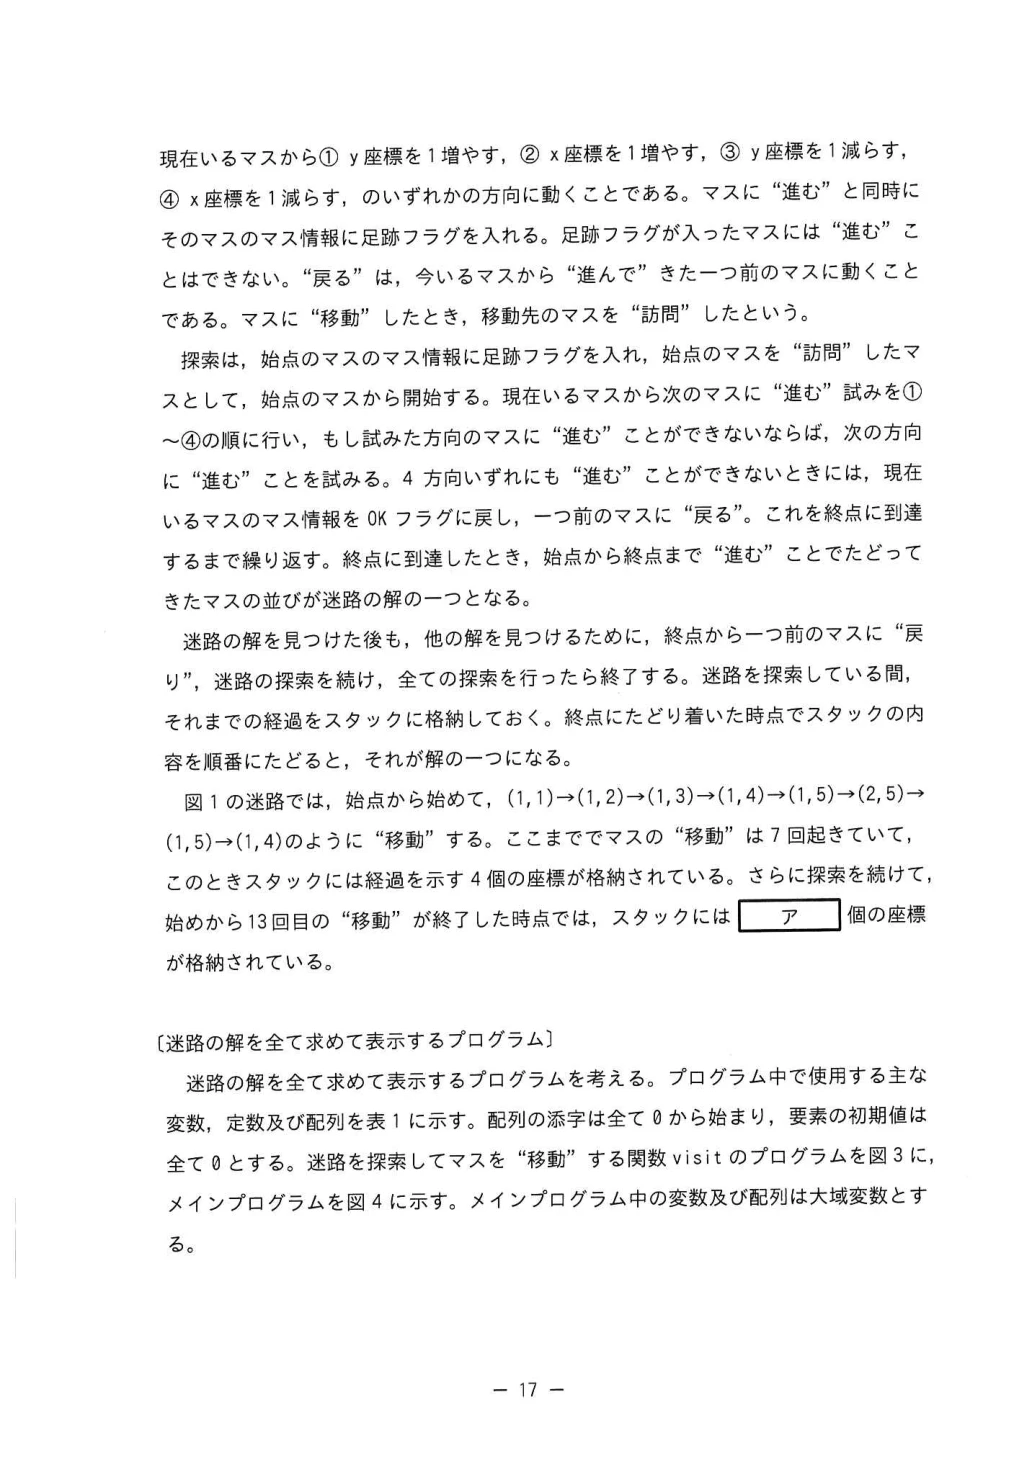 現在いるマスから① y座標を1増やす，② x座標を1増やす，③ y座標を1減らす，
④ x座標を1減らす，のいずれかの方向に動くことである。マスに“進む”と同時に
そのマスのマス情報に足跡フラグを入れる。足跡フラグが入ったマスには“進む”こ
とはできない。“戻る”は，今いるマスから“進んで”きた一つ前のマスに動くこと
である。マスに“移動”したとき，移動先のマスを“訪問”したという。
探索は，始点のマスのマス情報に足跡フラグを入れ，始点のマスを“訪問”したマ
スとして，始点のマスから開始する。現在いるマスから次のマスに“進む”試みを①
～④の順に行い，もし試みた方向のマスに“進む”ことができないならば，次の方向
に“進む”ことを試みる。4 方向いずれにも“進む”ことができないときには，現在
いるマスのマス情報を OK フラグに戻し，一つ前のマスに“戻る”。これを終点に到達
するまで繰り返す。終点に到達したとき，始点から終点まで“進む”ことでたどって
きたマスの並びが迷路の解の一つとなる。
迷路の解を見つけた後も，他の解を見つけるために，終点から一つ前のマスに“戻
り”，迷路の探索を続け，全ての探索を行ったら終了する。迷路を探索している間，
それまでの経過をスタックに格納しておく。終点にたどり着いた時点でスタックの内
容を順番にたどると，それが解の一つになる。
図1の迷路では，始点から始めて，(1,1)→(1,2)→(1,3)→(1,4)→(1,5)→(2,5)→
(1,5)→(1,4)のように“移動”する。ここまででマスの“移動”は7回起きていて，
このときスタックには経過を示す4個の座標が格納されている。さらに探索を続けて，
始めから13回目の“移動”が終了した時点では，スタックには ア 個の座標
が格納されている。
〔迷路の解を全て求めて表示するプログラム〕
迷路の解を全て求めて表示するプログラムを考える。プログラム中で使用する主な
変数，定数及び配列を表1に示す。配列の添字は全て0から始まり，要素の初期値は
全て0とする。迷路を探索してマスを“移動”する関数 visit のプログラムを図3に，
メインプログラムを図4に示す。メインプログラム中の変数及び配列は大域変数とす
る。
－ 17 －